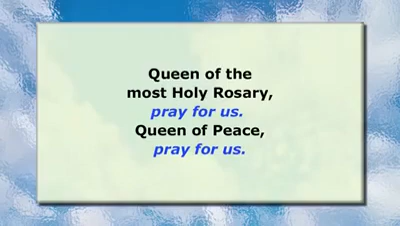 Queen of the
most Holy Rosary,
pray for us.
Queen of Peace,
pray for us.